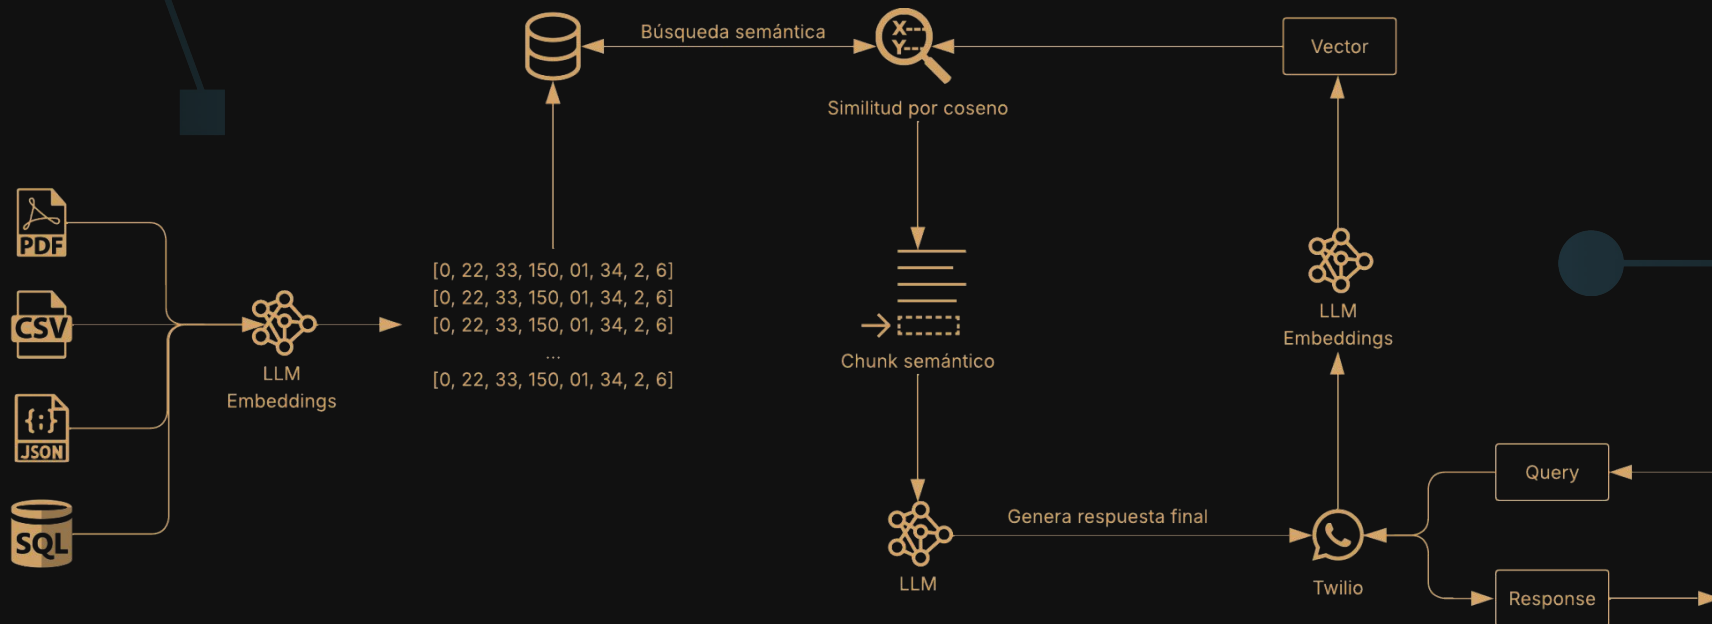 Búsqueda semántica
X--
Y--
Vector
Similitud por coseno
PDF
CSV
{:}
JSON
SQL
LLM
Embeddings
[0, 22, 33, 150, 01, 34, 2, 6]
[0, 22, 33, 150, 01, 34, 2, 6]
[0, 22, 33, 150, 01, 34, 2, 6]
...
[0, 22, 33, 150, 01, 34, 2, 6]
Chunk semántico
LLM
Embeddings
Query
Genera respuesta final
LLM
Twilio
Response